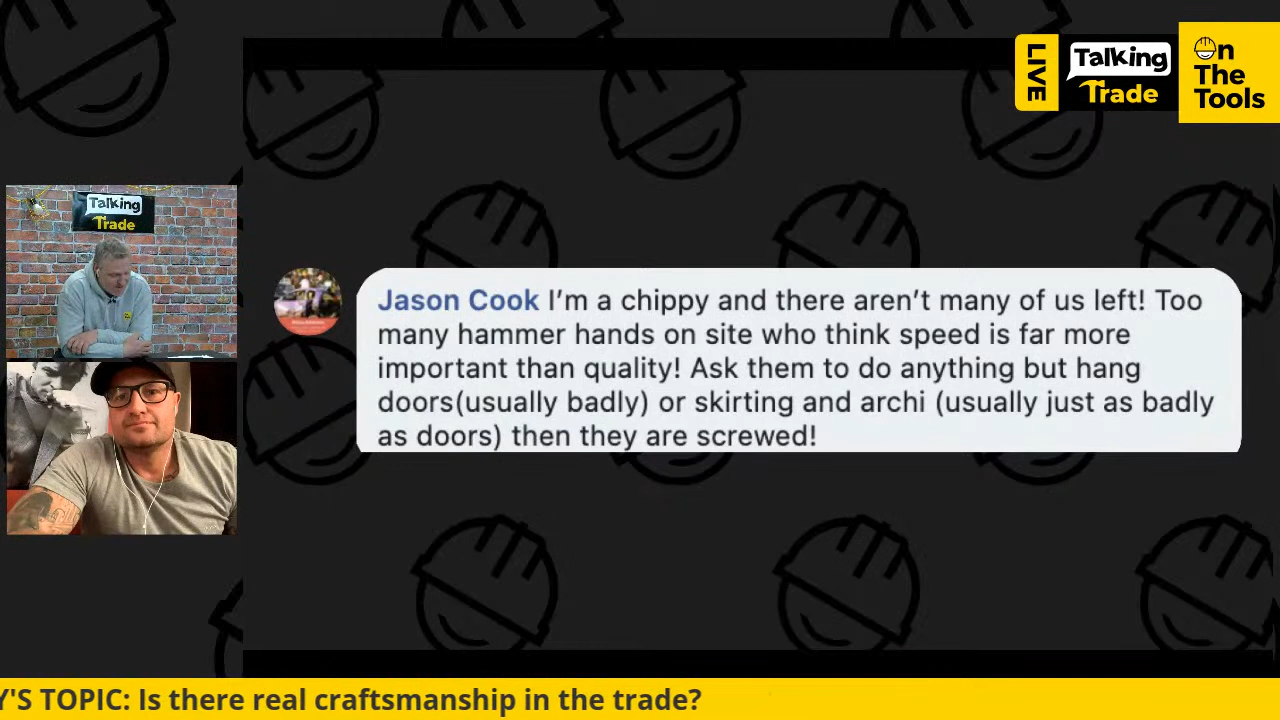 LIVE
Talking
Trade
On
The
Tools
Talking
Trade
Jason Cook I’m a chippy and there aren’t many of us left! Too
many hammer hands on site who think speed is far more
important than quality! Ask them to do anything but hang
doors(usually badly) or skirting and archi (usually just as badly
as doors) then they are screwed!
Y'S TOPIC: Is there real craftsmanship in the trade?